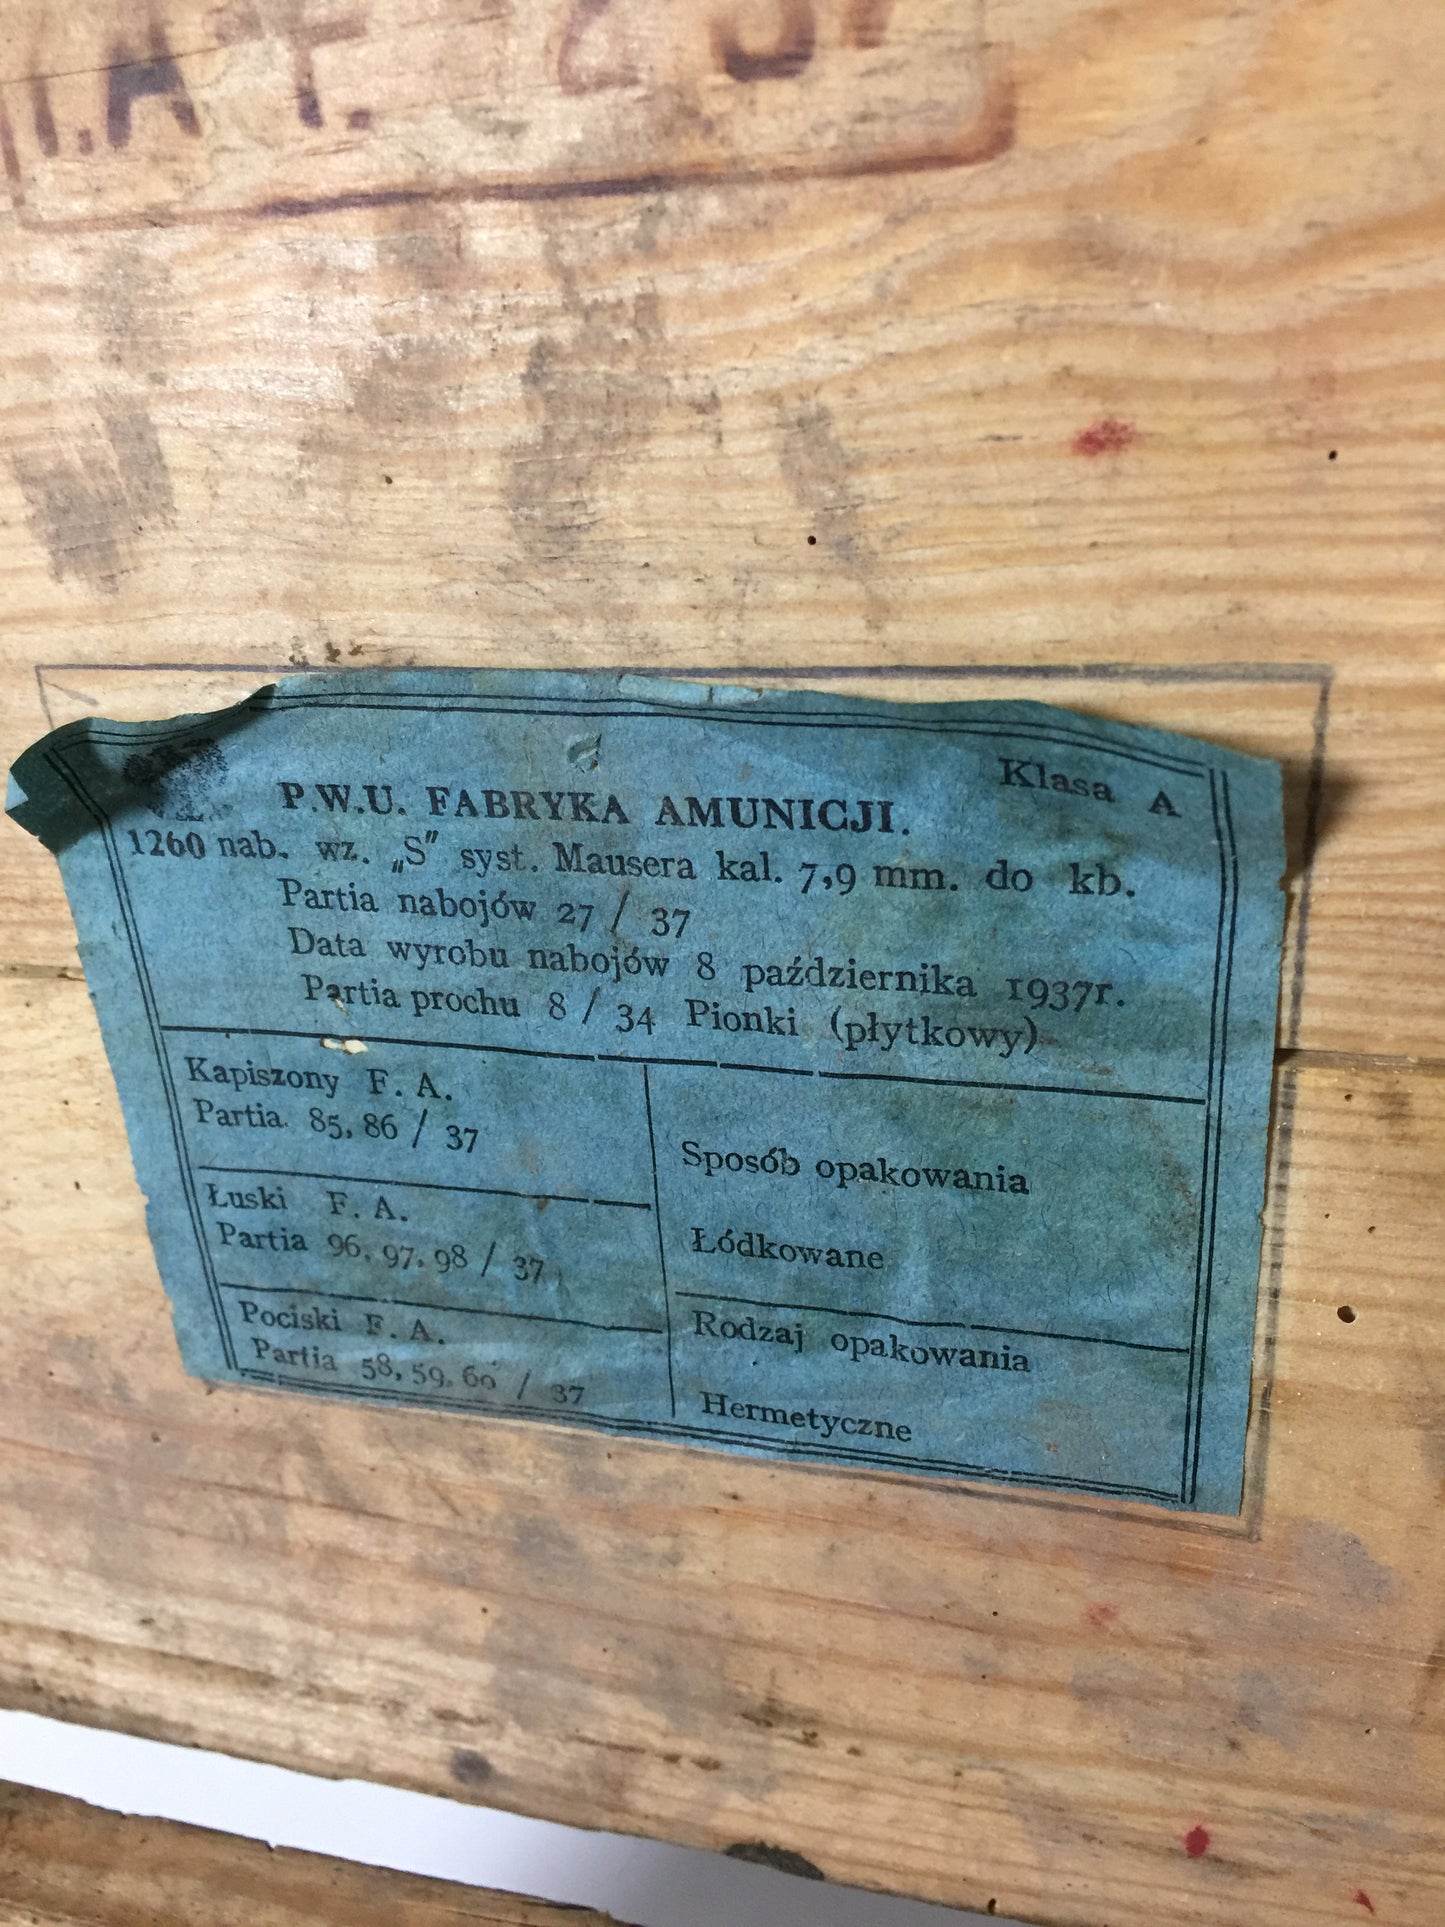 .A.T. 23.
Klasa A
P.W.U. FABRYKA AMUNICJI.
1260 nab. wz. „S” syst. Mausera kal. 7,9 mm. do kb.
Partia nabojów 27 / 37
Data wyrobu nabojów 8 października 1937r.
Partia prochu 8 / 34 Pionki (płytkowy)
Kapiszony F. A.
Partia 85, 86 / 37
Łuski F. A.
Partia 96, 97, 98 / 37
Pociski F. A.
Partia 58, 59, 60 / 37
Sposób opakowania
Łódkowane
Rodzaj opakowania
Hermetyczne